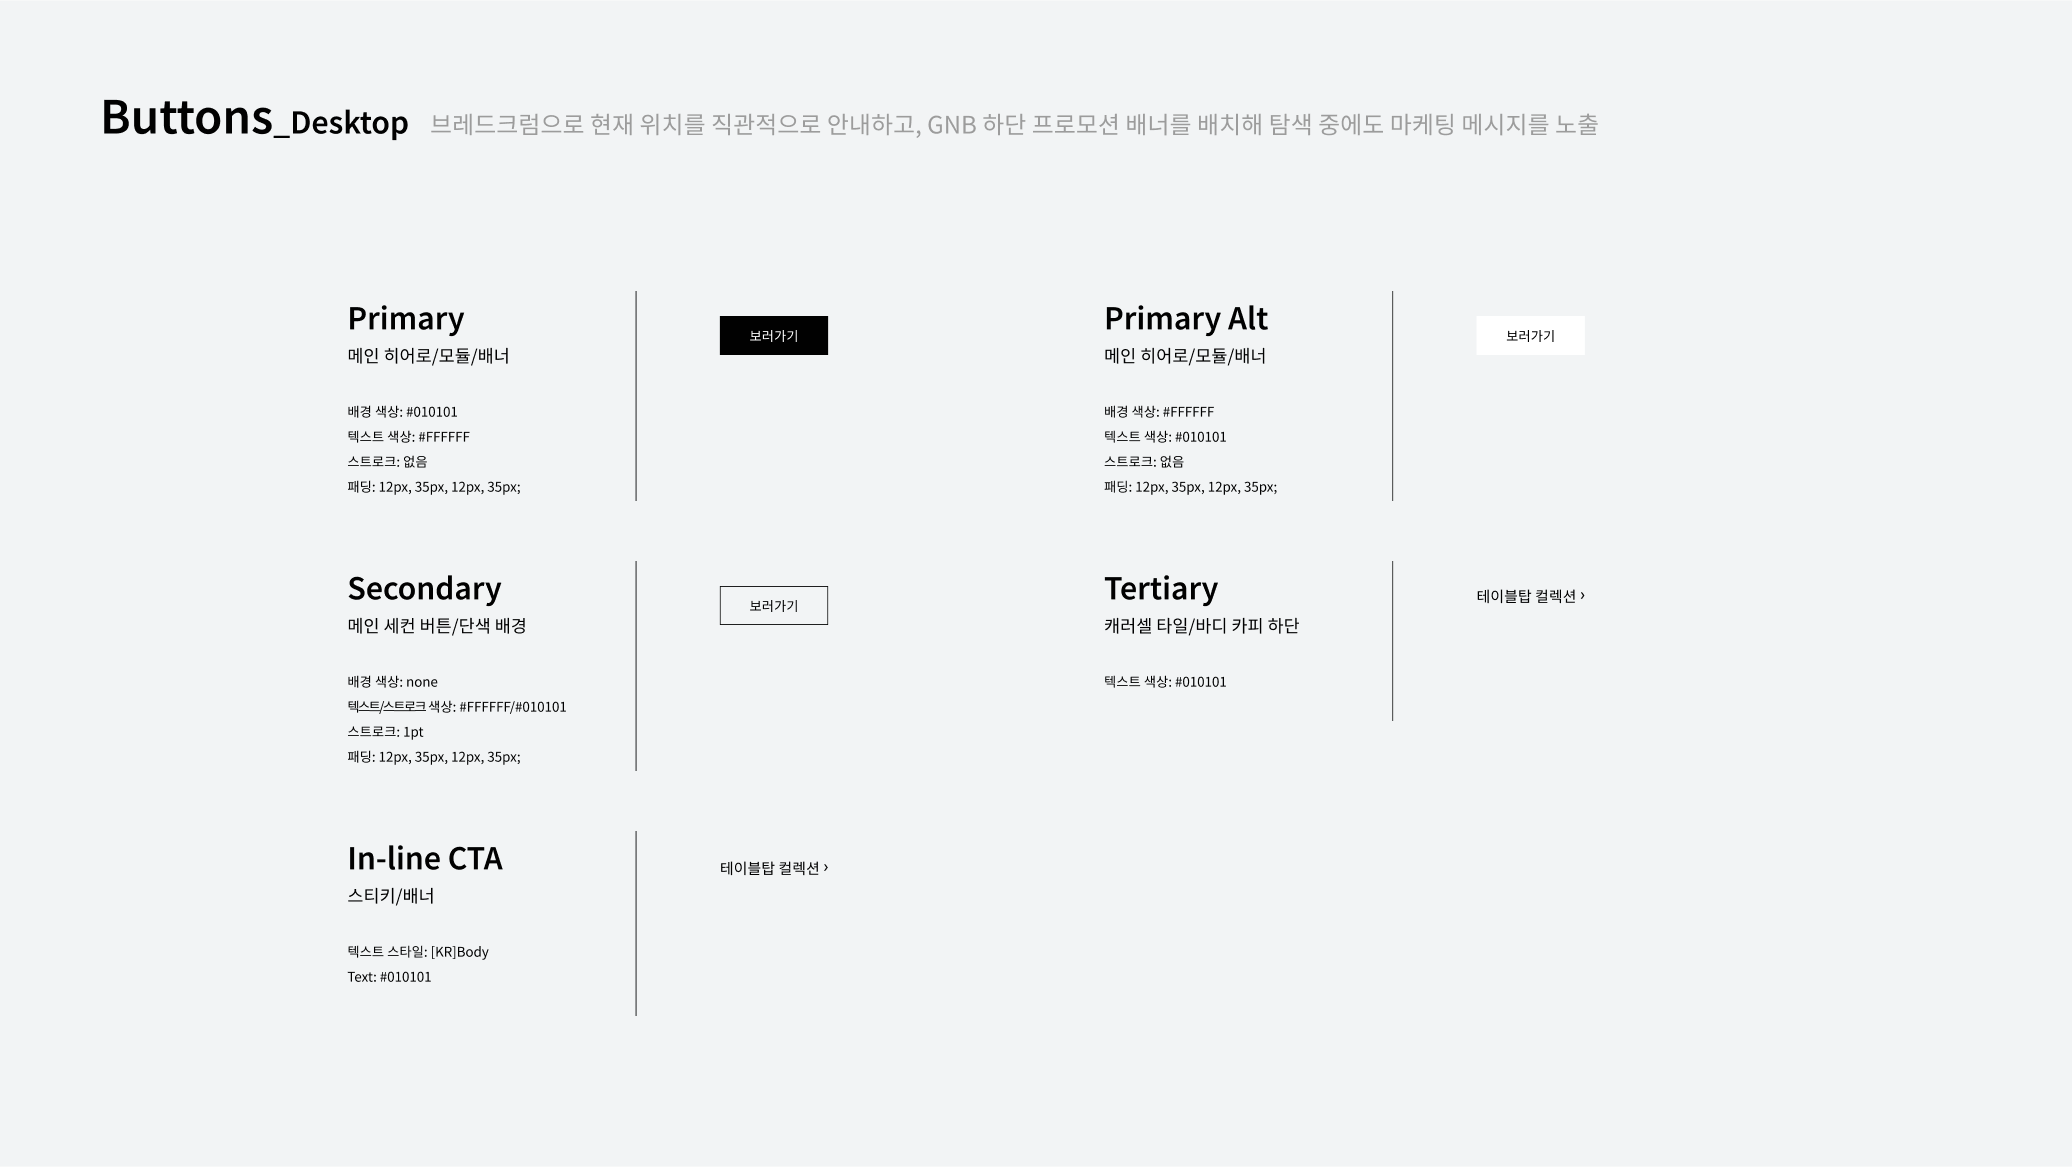 Buttons_Desktop 브레드크럼으로 현재 위치를 직관적으로 안내하고, GNB 하단 프로모션 배너를 배치해 탐색 중에도 마케팅 메시지를 노출
Primary
메인 히어로/모듈/배너
배경 색상: #010101
텍스트 색상: #FFFFFF
스트로크: 없음
패딩: 12px, 35px, 12px, 35px;
보러가기
Primary Alt
메인 히어로/모듈/배너
배경 색상: #FFFFFF
텍스트 색상: #010101
스트로크: 없음
패딩: 12px, 35px, 12px, 35px;
보러가기
Secondary
메인 세컨 버튼/단색 배경
배경 색상: none
텍스트/스트로크 색상: #FFFFFF/#010101
스트로크: 1pt
패딩: 12px, 35px, 12px, 35px;
보러가기
Tertiary
캐러셀 타일/바디 카피 하단
텍스트 색상: #010101
테이블탑 컬렉션 ›
In-line CTA
스티키/배너
텍스트 스타일: [KR]Body
Text: #010101
테이블탑 컬렉션 ›